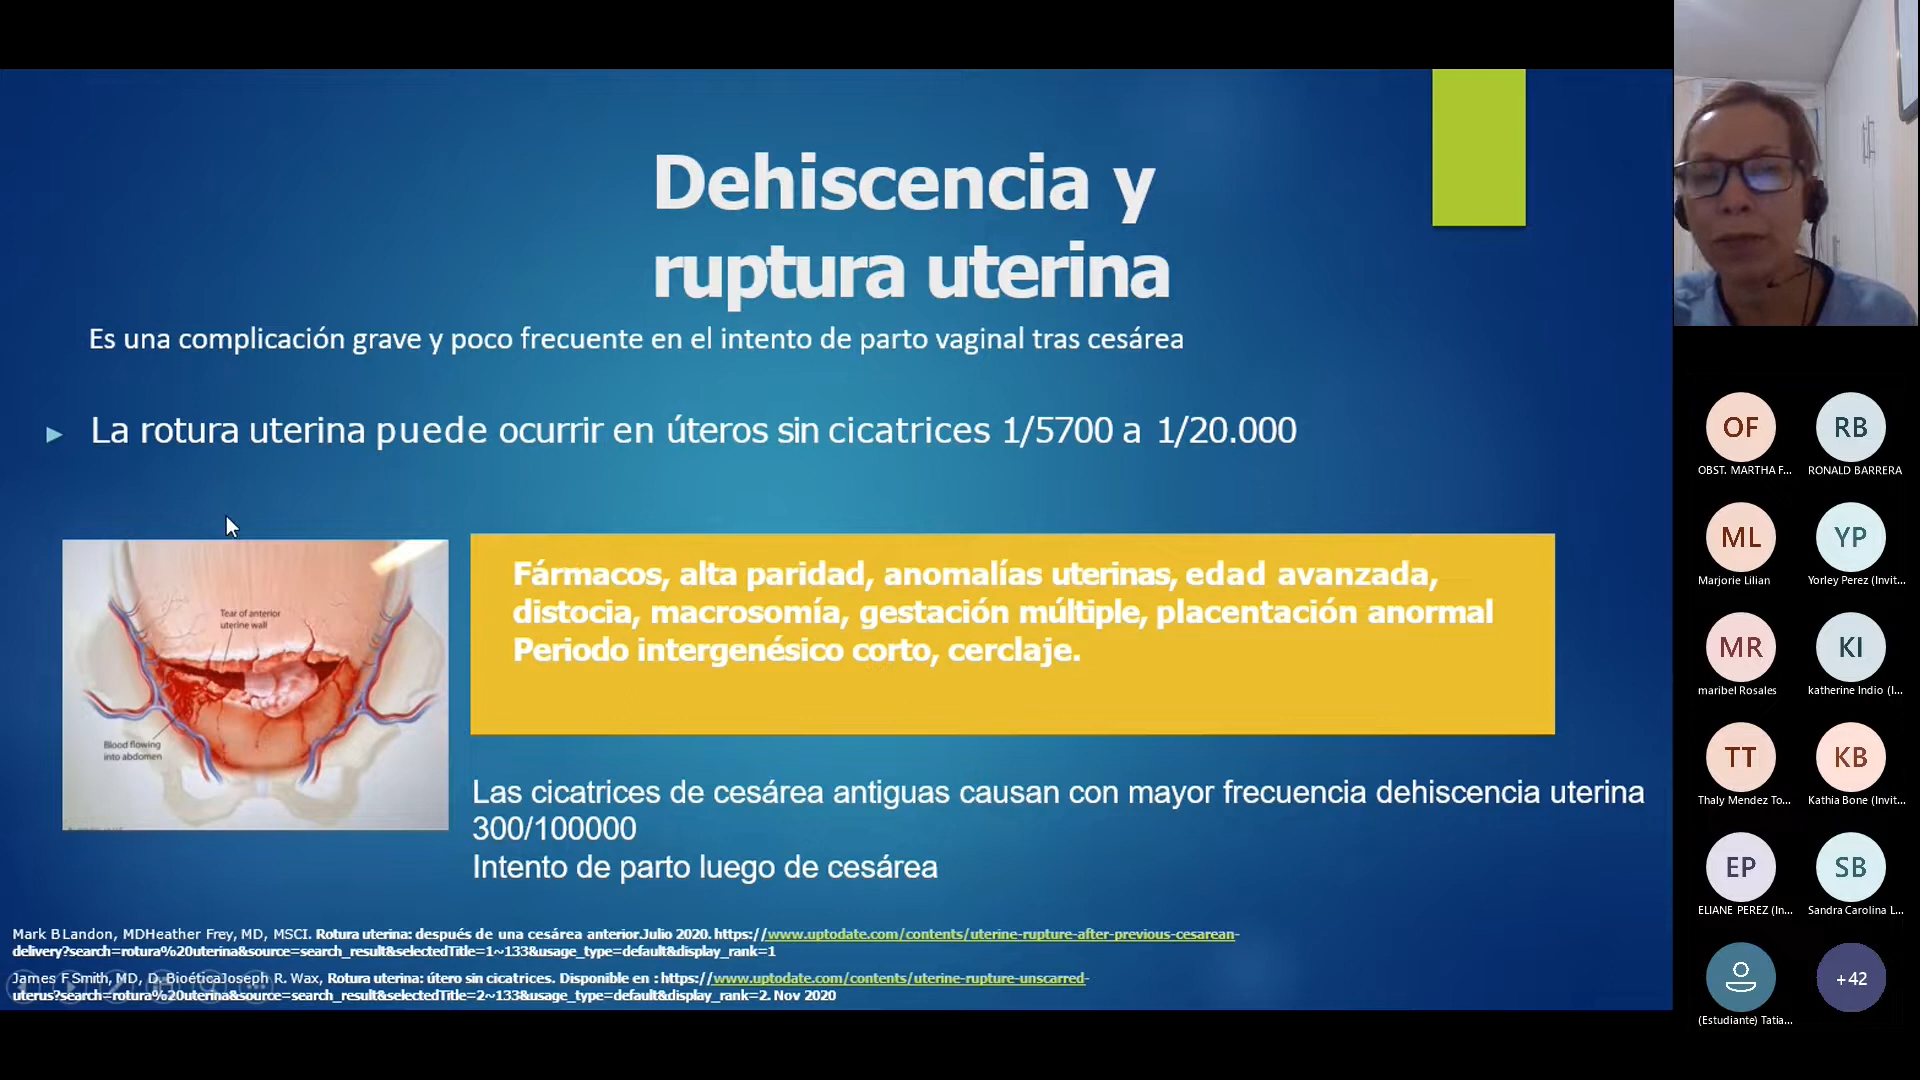 Dehiscencia y
ruptura uterina
Es una complicación grave y poco frecuente en el intento de parto vaginal tras cesárea
La rotura uterina puede ocurrir en úteros sin cicatrices 1/5700 a 1/20.000
Tear of anterior
uterine wall
Blood flowing
into abdomen
Fármacos, alta paridad, anomalías uterinas, edad avanzada,
distocia, macrosomía, gestación múltiple, placentación anormal
Periodo intergenésico corto, cerclaje.
Las cicatrices de cesárea antiguas causan con mayor frecuencia dehiscencia uterina
300/100000
Intento de parto luego de cesárea
Mark B Landon, MDHeather Frey, MD, MSCI. Rotura uterina: después de una cesárea anterior.Julio 2020. https://www.uptodate.com/contents/uterine-rupture-after-previous-cesarean-
delivery?search=rotura%20uterina&source=search_result&selectedTitle=1~133&usage_type=default&display_rank=1
James F Smith, MD, D. BioéticaJoseph R. Wax, Rotura uterina: útero sin cicatrices. Disponible en : https://www.uptodate.com/contents/uterine-rupture-unscarred-
uterus?search=rotura%20uterina&source=search_result&selectedTitle=2~133&usage_type=default&display_rank=2. Nov 2020
OF
RB
OBST. MARTHA F...
RONALD BARRERA
ML
YP
Marjorie Lilian
Yorley Perez (Invit...
MR
KI
maribel Rosales
katherine Indio (I...
TT
KB
Thaly Mendez To...
Kathia Bone (Invit...
EP
SB
ELIANE PEREZ (In...
Sandra Carolina L...
+42
(Estudiante) Tatia...